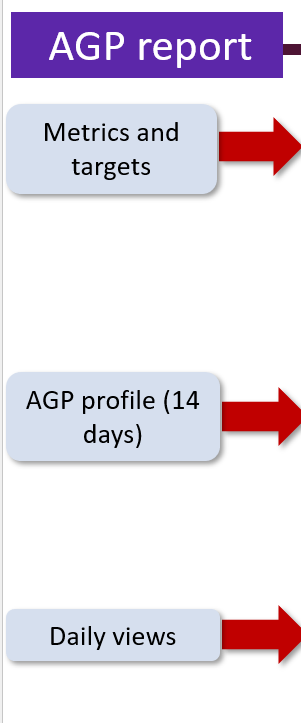 AGP report
Metrics and
targets
AGP profile (14
days)
Daily views